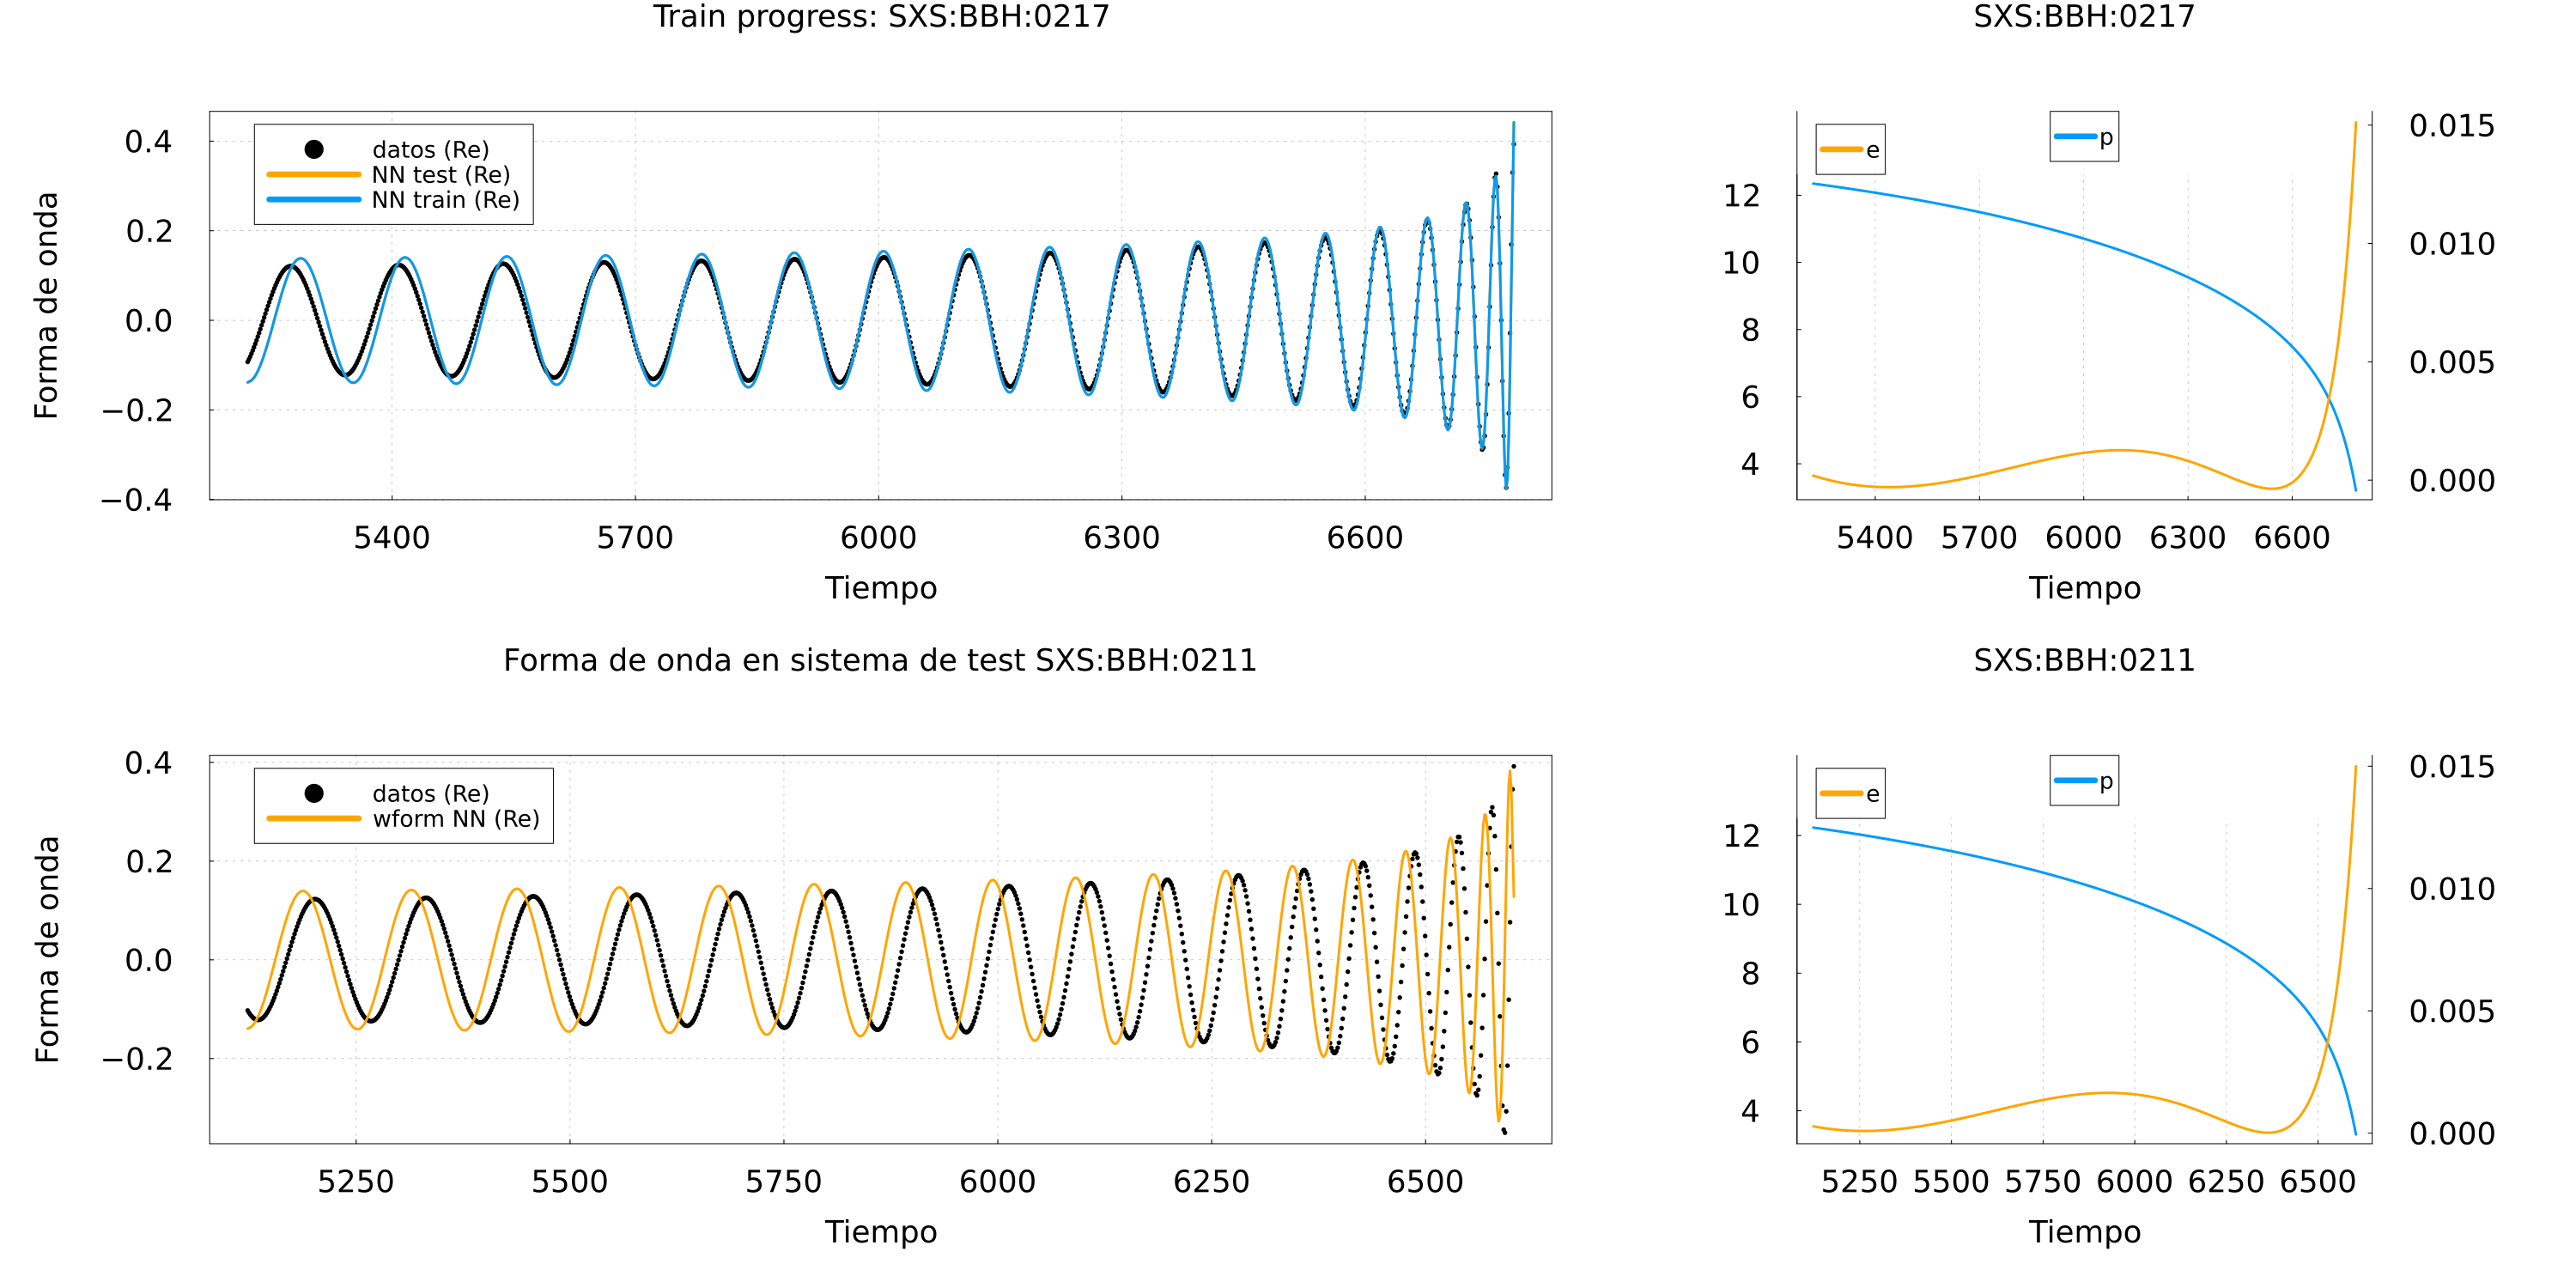 Train progress: SXS:BBH:0217
datos (Re)
NN test (Re)
NN train (Re)
Forma de onda
0.4
0.2
0.0
−0.2
−0.4
5400 5700 6000 6300 6600
Tiempo
SXS:BBH:0217
e
p
12
10
8
6
4
0.015
0.010
0.005
0.000
5400 5700 6000 6300 6600
Tiempo
Forma de onda en sistema de test SXS:BBH:0211
datos (Re)
wform NN (Re)
Forma de onda
0.4
0.2
0.0
−0.2
5250 5500 5750 6000 6250 6500
Tiempo
SXS:BBH:0211
e
p
12
10
8
6
4
0.015
0.010
0.005
0.000
5250 5500 5750 6000 6250 6500
Tiempo